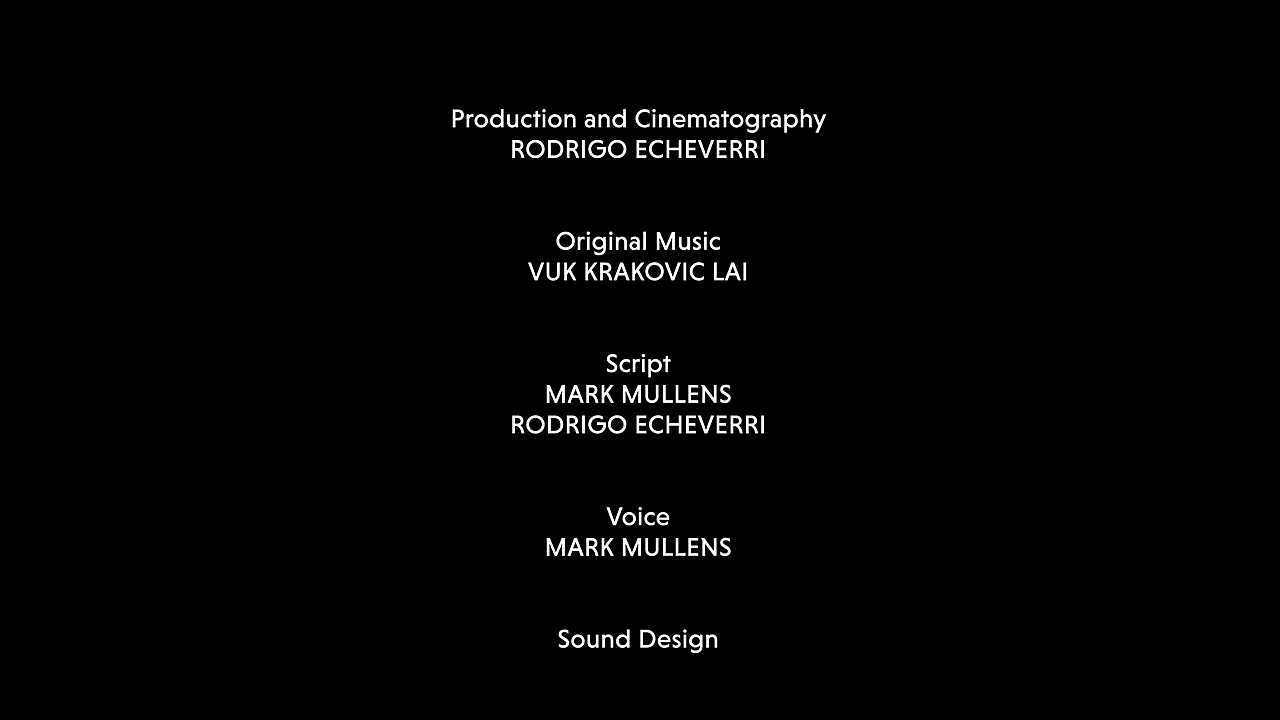 Production and Cinematography
RODRIGO ECHEVERRI
Original Music
VUK KRAKOVIC LAI
Script
MARK MULLENS
RODRIGO ECHEVERRI
Voice
MARK MULLENS
Sound Design